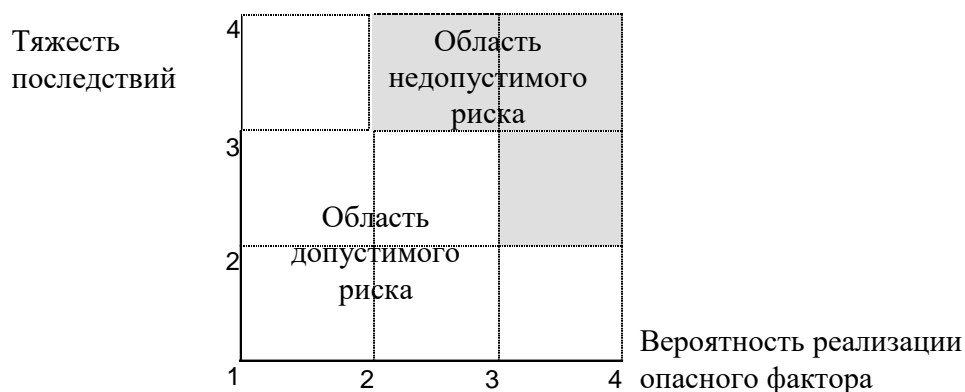 Тяжесть
последствий
4
Область
недопустимого
риска
3
Область
допустимого
риска
2
1
2
3
4
Вероятность реализации
опасного фактора